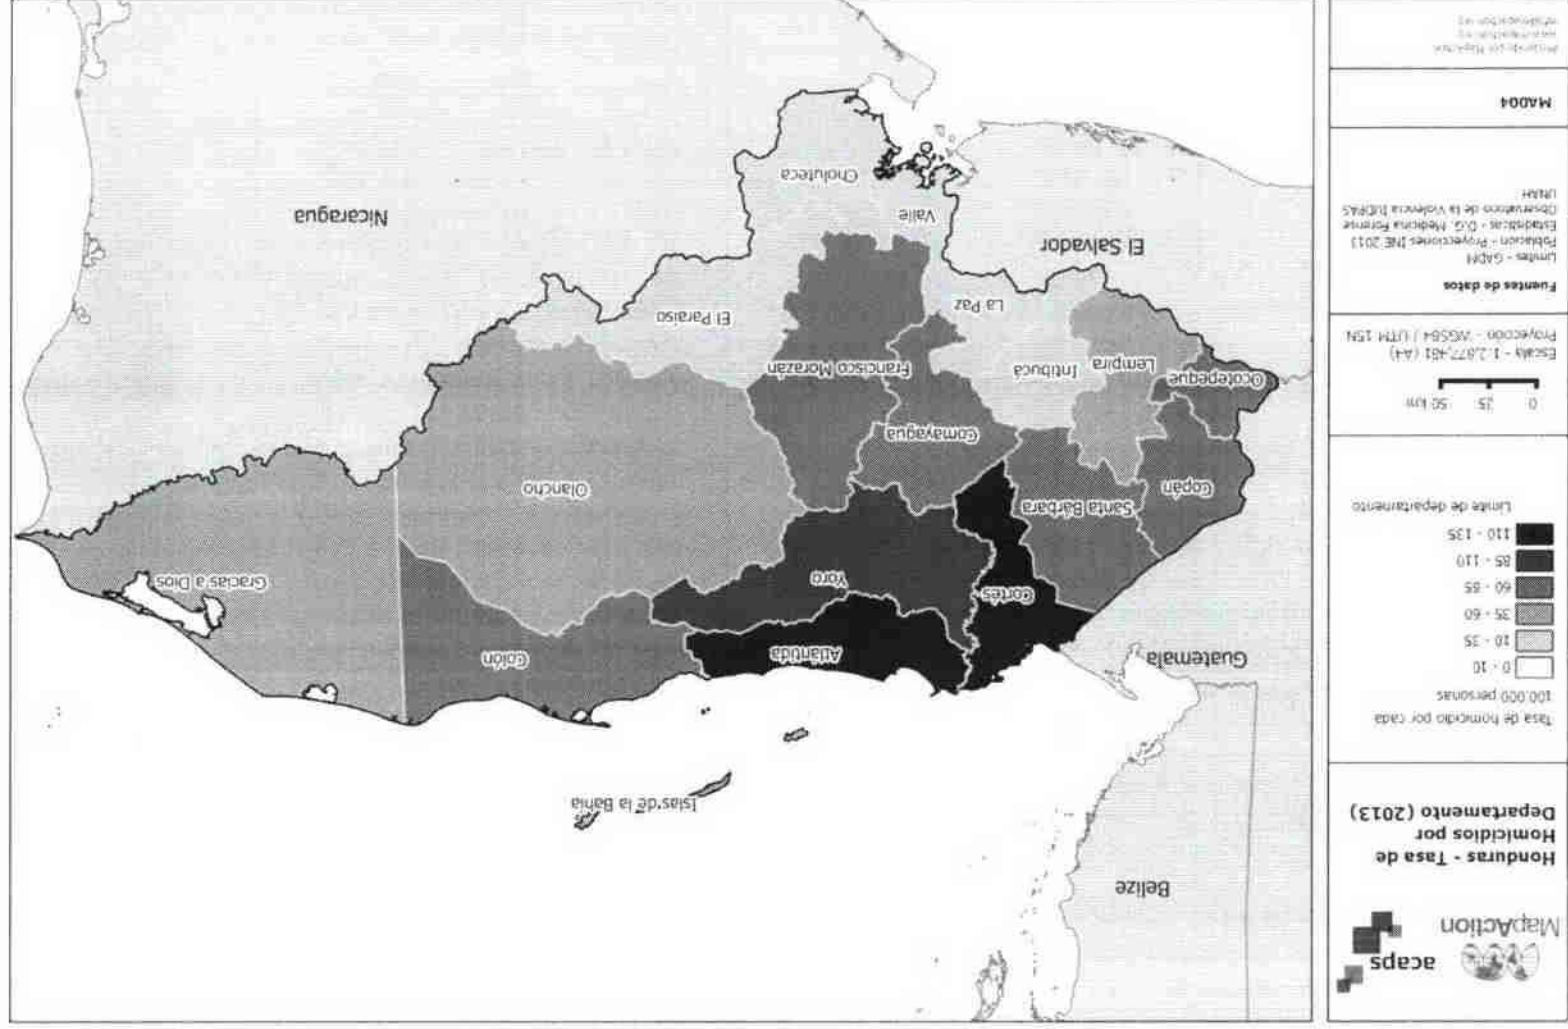 MapAction
acaps
Honduras - Tasa de
Homicidios por
Departamento (2013)
Tasa de homicidio por cada
100.000 personas
0 - 10
10 - 35
35 - 60
60 - 85
85 - 110
110 - 135
Límite de departamento
0 25 50 km
Escala - 1:2,877,481 (A4)
Proyección - WGS84 / UTM 15N
Fuentes de datos
Límites - GADM
Población - Proyecciones INE 2013
Estadísticas - D.G. Medicina Forense
Observatorio de la Violencia IUDPAS
UNAH
MA004
Belize
Islas de la Bahía
Guatemala
Atlántida
Colón
Cortés
Yoro
Gracias a Dios
Copán
Santa Bárbara
Olancho
Comayagua
Ocotepeque
Lempira
Intibucá
Francisco Morazán
La Paz
El Paraíso
El Salvador
Valle
Choluteca
Nicaragua